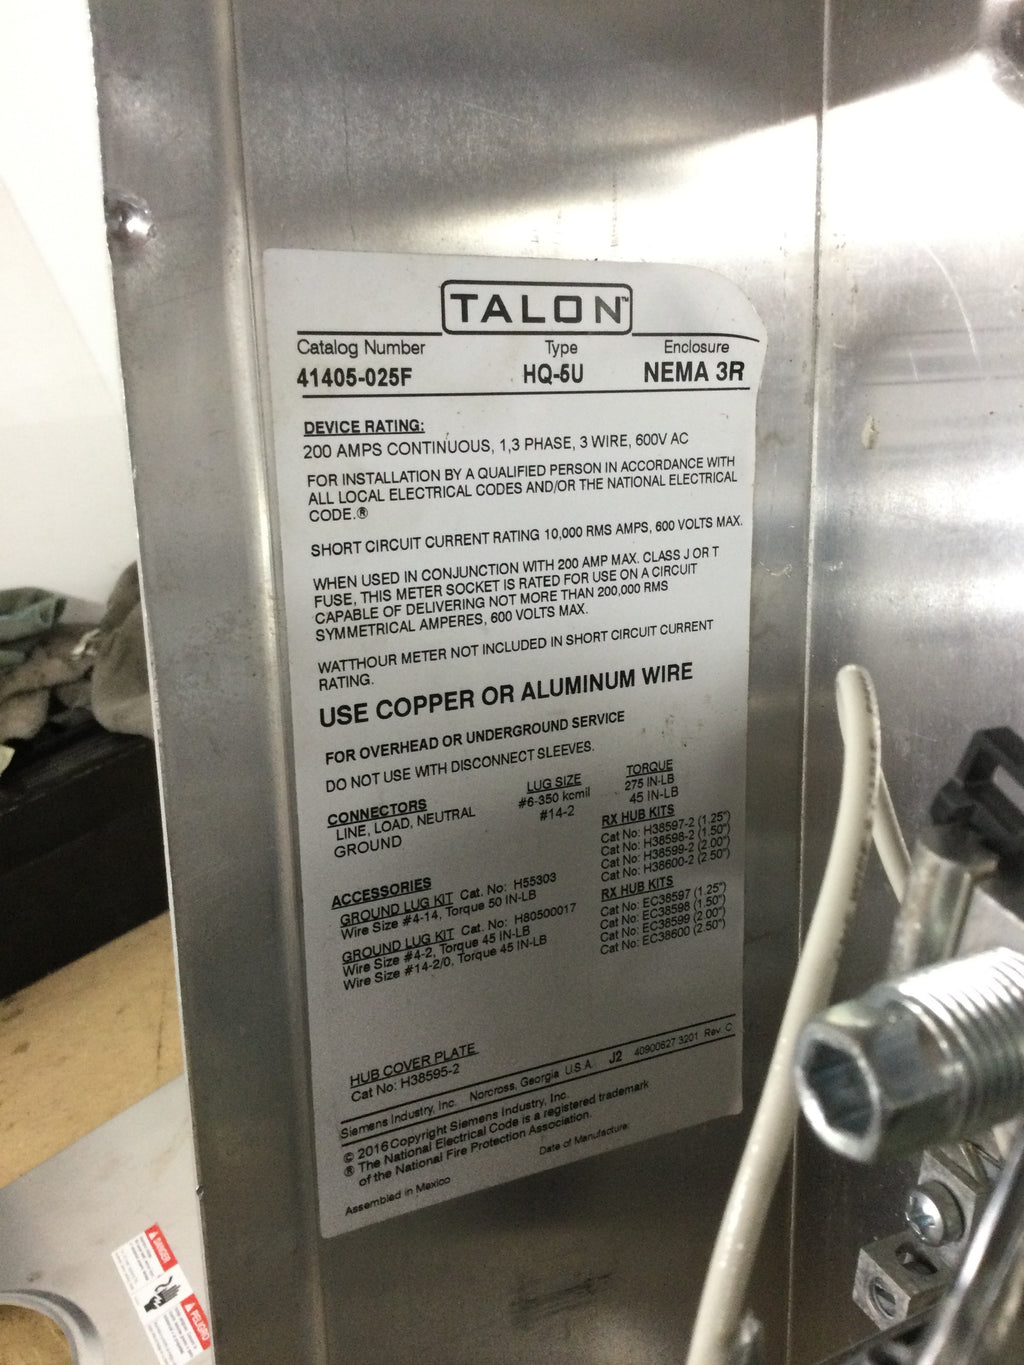 TALON™
Catalog Number Type Enclosure
41405-025F HQ-5U NEMA 3R
DEVICE RATING:
200 AMPS CONTINUOUS, 1,3 PHASE, 3 WIRE, 600V AC
FOR INSTALLATION BY A QUALIFIED PERSON IN ACCORDANCE WITH
ALL LOCAL ELECTRICAL CODES AND/OR THE NATIONAL ELECTRICAL
CODE.®
SHORT CIRCUIT CURRENT RATING 10,000 RMS AMPS, 600 VOLTS MAX.
WHEN USED IN CONJUNCTION WITH 200 AMP MAX. CLASS J OR T
FUSE, THIS METER SOCKET IS RATED FOR USE ON A CIRCUIT
CAPABLE OF DELIVERING NOT MORE THAN 200,000 RMS
SYMMETRICAL AMPERES, 600 VOLTS MAX.
WATTHOUR METER NOT INCLUDED IN SHORT CIRCUIT CURRENT
RATING.
USE COPPER OR ALUMINUM WIRE
FOR OVERHEAD OR UNDERGROUND SERVICE
DO NOT USE WITH DISCONNECT SLEEVES.
CONNECTORS LUG SIZE TORQUE
LINE, LOAD, NEUTRAL #6-350 kcmil 275 IN-LB
GROUND #14-2 45 IN-LB
RX HUB KITS
Cat No: H38597-2 (1.25")
Cat No: H38598-2 (1.50")
Cat No: H38599-2 (2.00")
Cat No: H38600-2 (2.50")
RX HUB KITS
Cat No: EC38597 (1.25")
Cat No: EC38598 (1.50")
Cat No: EC38599 (2.00")
Cat No: EC38600 (2.50")
ACCESSORIES
GROUND LUG KIT Cat. No: H55303
Wire Size #4-14, Torque 50 IN-LB
GROUND LUG KIT Cat. No: H80500017
Wire Size #4-2, Torque 45 IN-LB
Wire Size #14-2/0, Torque 45 IN-LB
HUB COVER PLATE
Cat No: H38595-2
Siemens Industry, Inc. Norcross, Georgia U.S.A. J2 40900627 3201 Rev. C
© 2016 Copyright Siemens Industry, Inc.
® The National Electrical Code is a registered trademark
of the National Fire Protection Association.
Date of Manufacture:
Assembled in Mexico
DANGER
PELIGRO